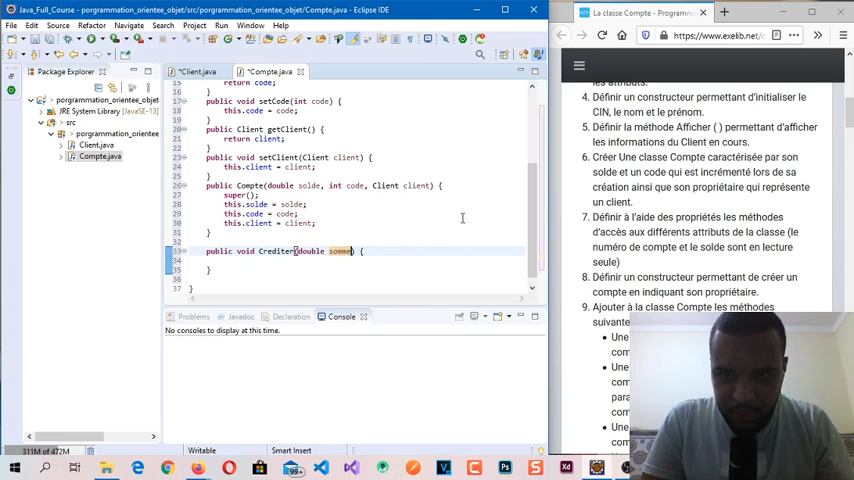 Java_Full_Course - porgrammation_orientee_objet/src/porgrammation_orientee_objet/Compte.java - Eclipse IDE
File Edit Source Refactor Navigate Search Project Run Window Help
Package Explorer
porgrammation_orientee_objet
JRE System Library [JavaSE-13]
src
porgrammation_orientee
Client.java
Compte.java
*Client.java
*Compte.java
15 return code;
16 }
17 public void setCode(int code) {
18 this.code = code;
19 }
20 public Client getClient() {
21 return client;
22 }
23 public void setClient(Client client) {
24 this.client = client;
25 }
26 public Compte(double solde, int code, Client client) {
27 super();
28 this.solde = solde;
29 this.code = code;
30 this.client = client;
31 }
32
33 public void Crediter(double somme) {
34
35 }
36
37 }
Problems Javadoc Declaration Console
No consoles to display at this time.
311M of 472M Writable Smart Insert
La classe Compte - Programm
https://www.exelib.net/
les attributs.
4. Définir un constructeur permettant d'initialiser le
CIN, le nom et le prénom.
5. Définir la méthode Afficher ( ) permettant d'afficher
les informations du Client en cours.
6. Créer Une classe Compte caractérisée par son
solde et un code qui est incrémenté lors de sa
création ainsi que son propriétaire qui représente
un client.
7. Définir à l'aide des propriétés les méthodes
d'accès aux différents attributs de la classe (le
numéro de compte et le solde sont en lecture
seule)
8. Définir un constructeur permettant de créer un
compte en indiquant son propriétaire.
9. Ajouter à la classe Compte les méthodes
suivante
Une
com
Une
com
para
com
Une
com
99+